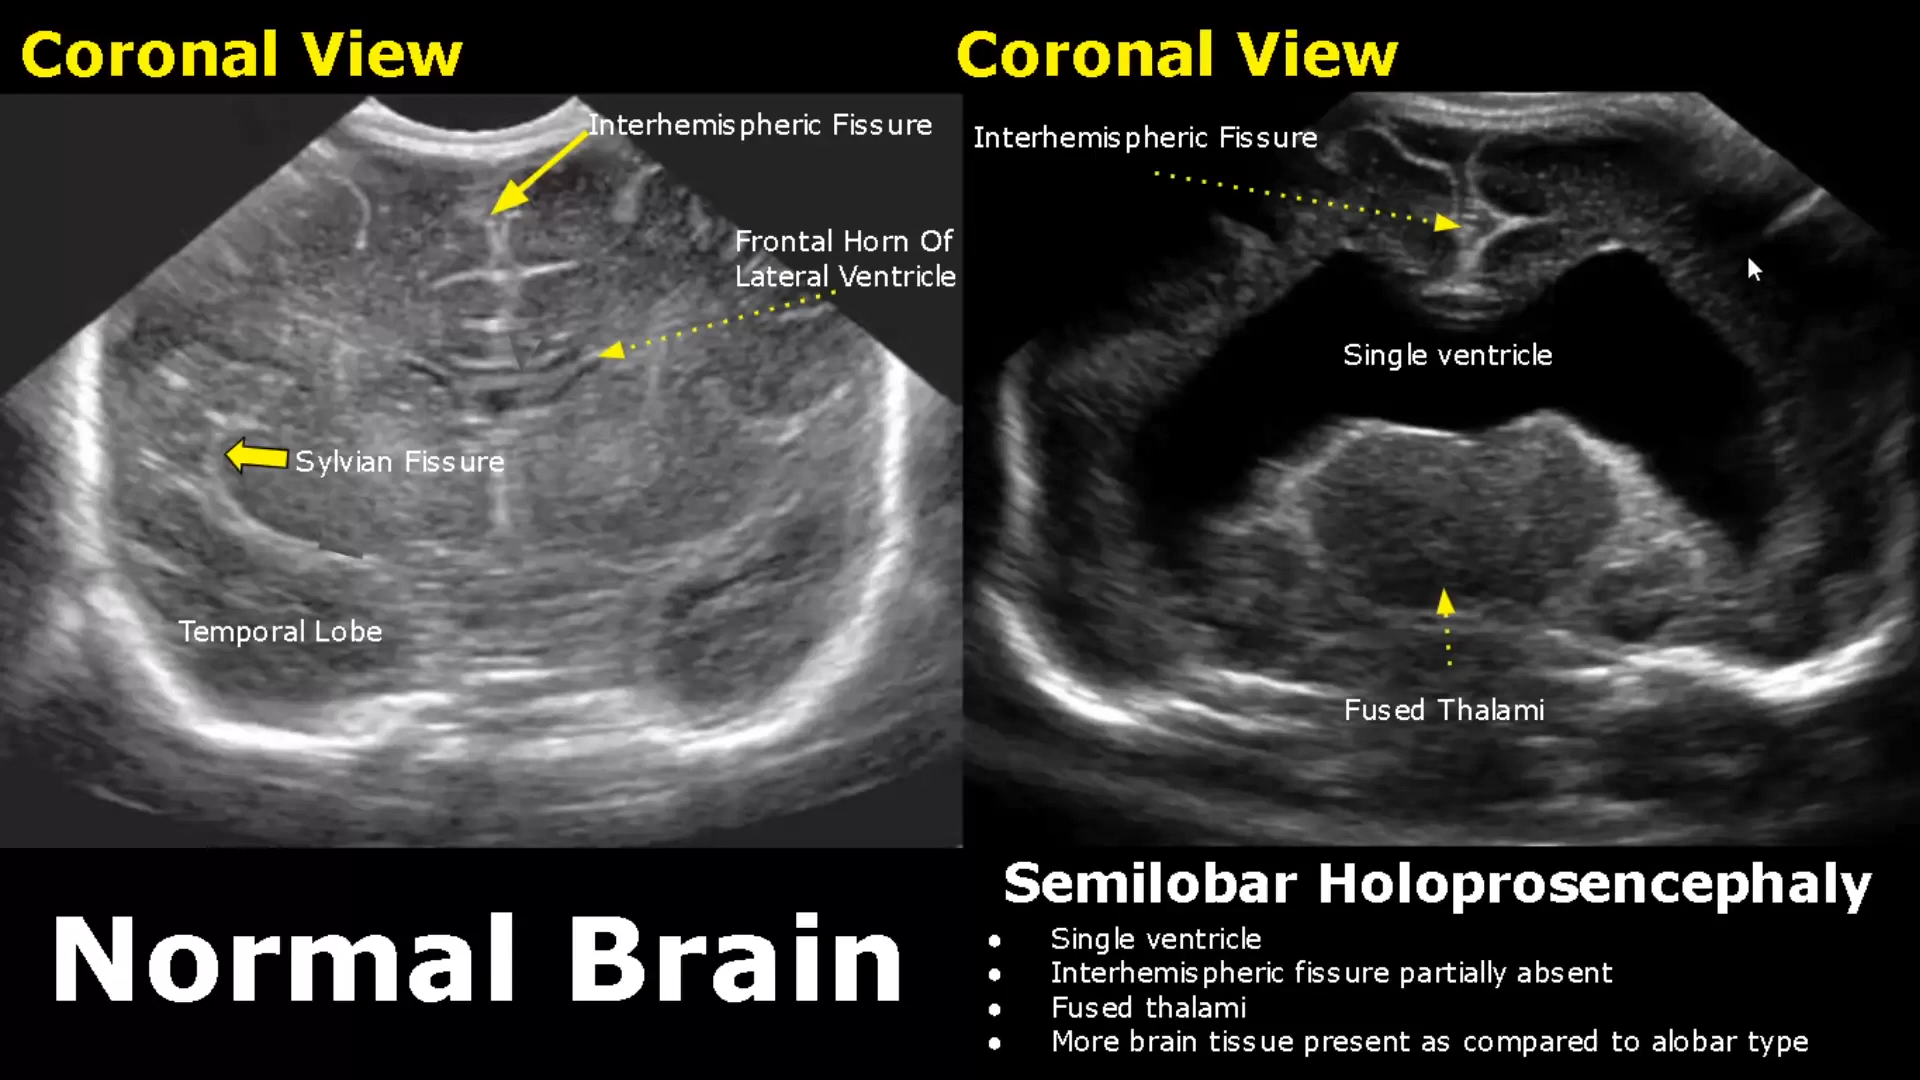 Coronal View
Interhemispheric Fissure
Frontal Horn Of
Lateral Ventricle
Sylvian Fissure
Temporal Lobe
Normal Brain
Coronal View
Interhemispheric Fissure
Single ventricle
Fused Thalami
Semilobar Holoprosencephaly
• Single ventricle
• Interhemispheric fissure partially absent
• Fused thalami
• More brain tissue present as compared to alobar type